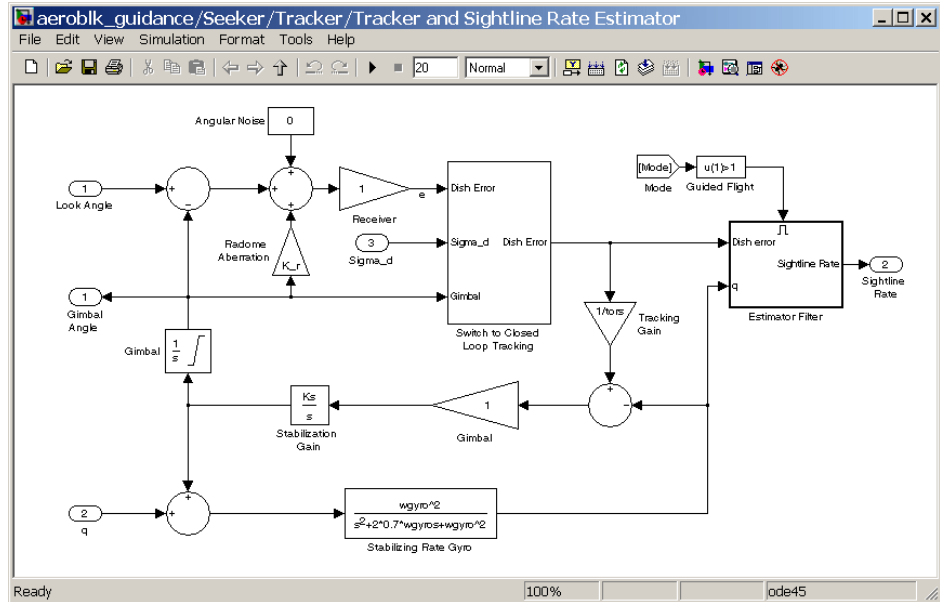 aeroblk_guidance/Seeker/Tracker/Tracker and Sightline Rate Estimator
File Edit View Simulation Format Tools Help
20 Normal
Angular Noise 0
[Mode] u(1)>1
Mode Guided Flight
1
Look Angle
+
-
+
+
+
1
Receiver
e
Dish Error
Radome
Aberration
K_r
3
Sigma_d
Sigma_d Dish Error
Gimbal
Switch to Closed
Loop Tracking
Dish error
Sightline Rate
q
Estimator Filter
2
Sightline
Rate
1
Gimbal
Angle
1/tors
Tracking
Gain
Gimbal
1
s
Ks
s
Stabilization
Gain
1
Gimbal
+
-
2
q
+
+
wgyro^2
s2+2*0.7*wgyros+wgyro^2
Stabilizing Rate Gyro
Ready 100% ode45